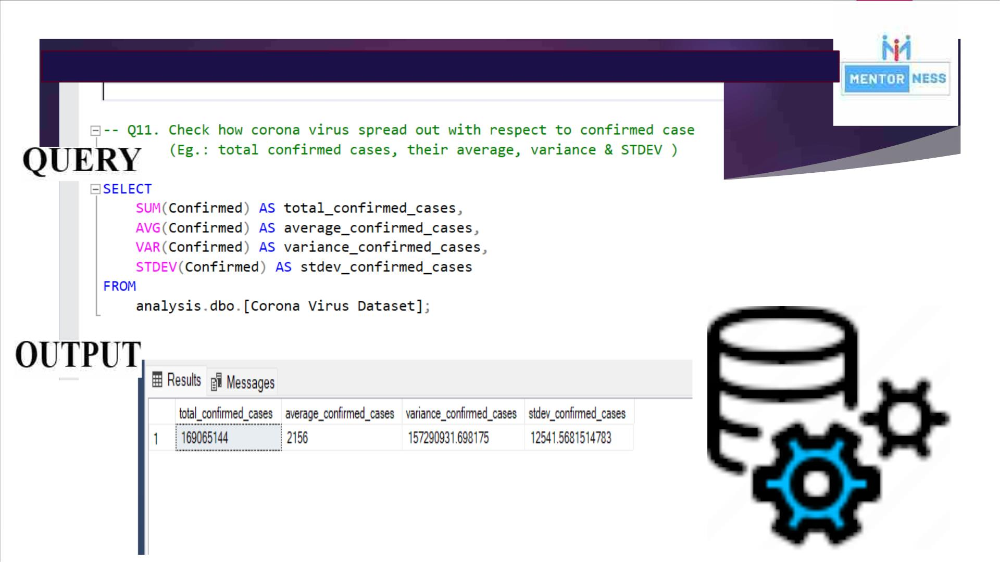 MENTOR NESS
-- Q11. Check how corona virus spread out with respect to confirmed case
(Eg.: total confirmed cases, their average, variance & STDEV )
QUERY
SELECT
SUM(Confirmed) AS total_confirmed_cases,
AVG(Confirmed) AS average_confirmed_cases,
VAR(Confirmed) AS variance_confirmed_cases,
STDEV(Confirmed) AS stdev_confirmed_cases
FROM
analysis.dbo.[Corona Virus Dataset];
OUTPUT
Results Messages
total_confirmed_cases average_confirmed_cases variance_confirmed_cases stdev_confirmed_cases
1 169065144 2156 157290931.698175 12541.5681514783